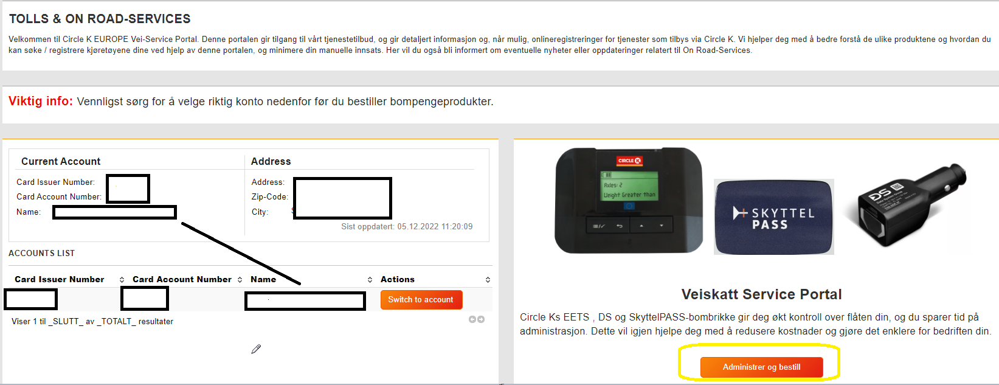 TOLLS & ON ROAD-SERVICES
Velkommen til Circle K EUROPE Vei-Service Portal. Denne portalen gir tilgang til vårt tjenestetilbud, og gir detaljert informasjon og, når mulig, onlineregistreringer for tjenester som tilbys via Circle K. Vi hjelper deg med å bedre forstå de ulike produktene og hvordan du
kan søke / registrere kjøretøyene dine ved hjelp av denne portalen, og minimere din manuelle innsats. Her vil du også bli informert om eventuelle nyheter eller oppdateringer relatert til On Road-Services.
Viktig info: Vennligst sørg for å velge riktig konto nedenfor før du bestiller bompengeprodukter.
Current Account
Card Issuer Number:
Card Account Number:
Name:
Address
Address:
Zip-Code:
City:
Sist oppdatert: 05.12.2022 11:20:09
ACCOUNTS LIST
Card Issuer Number Card Account Number Name Actions
Switch to account
Viser 1 til _SLUTT_ av _TOTALT_ resultater
CIRCLE K
Axles: 2
Weight Greater than
SKYTTEL
PASS
DS
Veiskatt Service Portal
Circle Ks EETS , DS og SkyttelPASS-bombrikke gir deg økt kontroll over flåten din, og du sparer tid på
administrasjon. Dette vil igjen hjelpe deg med å redusere kostnader og gjøre det enklere for bedriften din.
Administrer og bestill